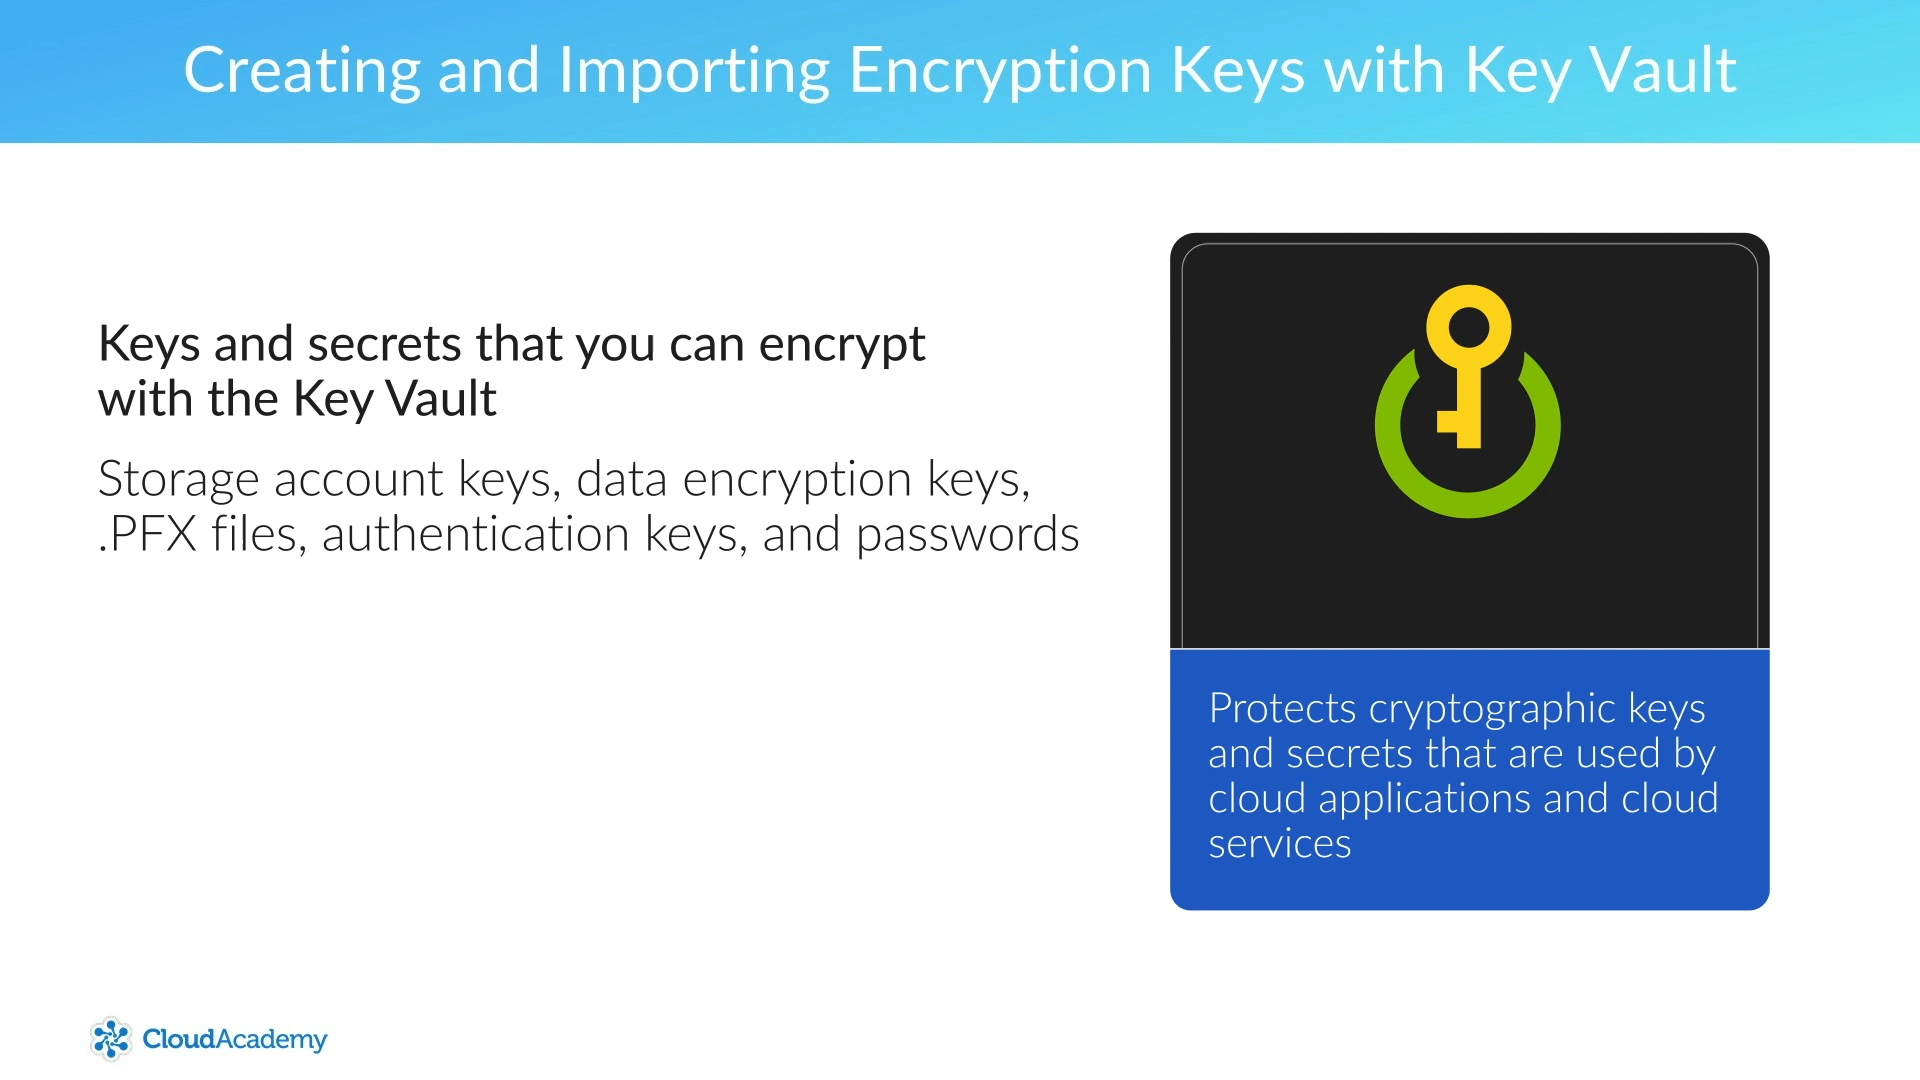 Creating and Importing Encryption Keys with Key Vault
Keys and secrets that you can encrypt
with the Key Vault
Storage account keys, data encryption keys,
.PFX files, authentication keys, and passwords
Protects cryptographic keys
and secrets that are used by
cloud applications and cloud
services
CloudAcademy